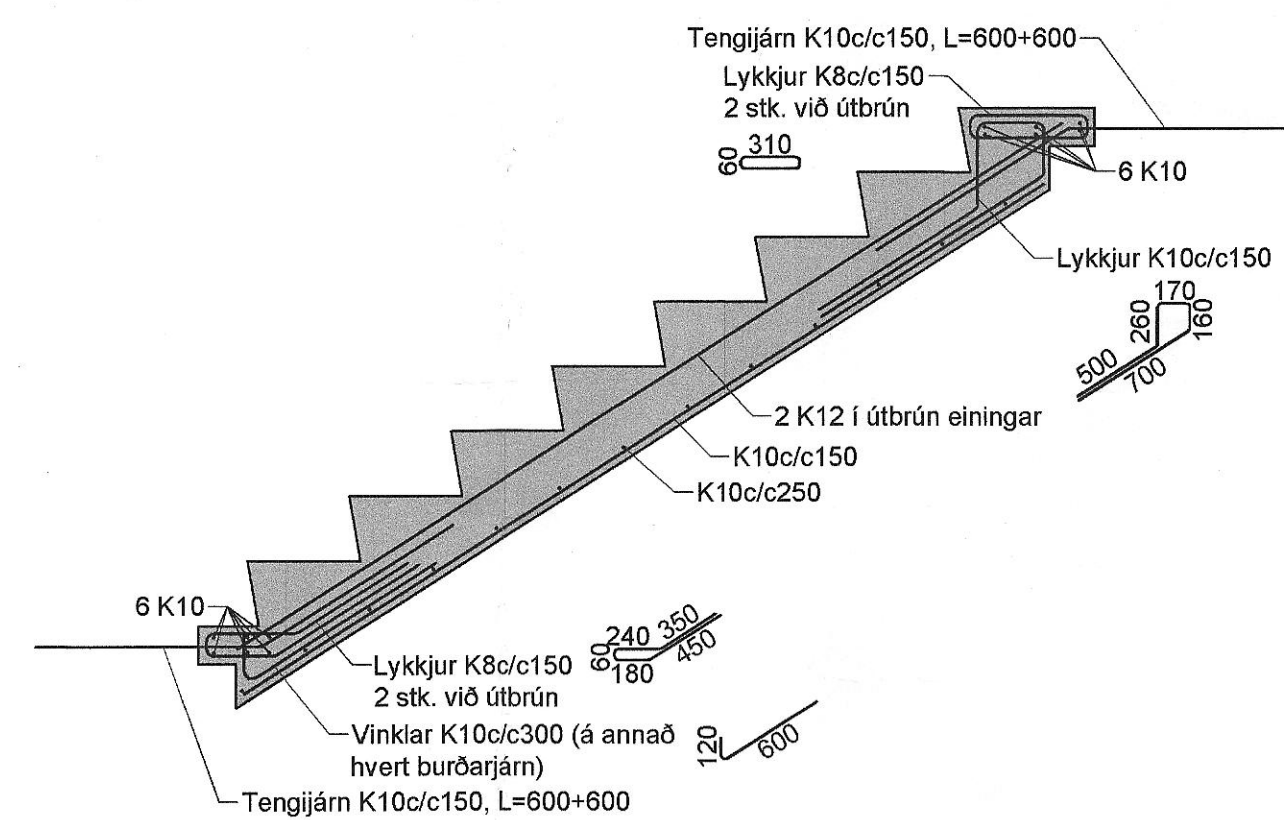 Tengijárn K10c/c150, L=600+600
Lykkjur K8c/c150
2 stk. við útbrún
310
60
6 K10
Lykkjur K10c/c150
170
260
160
500
700
2 K12 í útbrún einingar
K10c/c150
K10c/c250
6 K10
240
350
60
450
180
Lykkjur K8c/c150
2 stk. við útbrún
Vinklar K10c/c300 (á annað
hvert burðarjárn)
120
600
Tengijárn K10c/c150, L=600+600